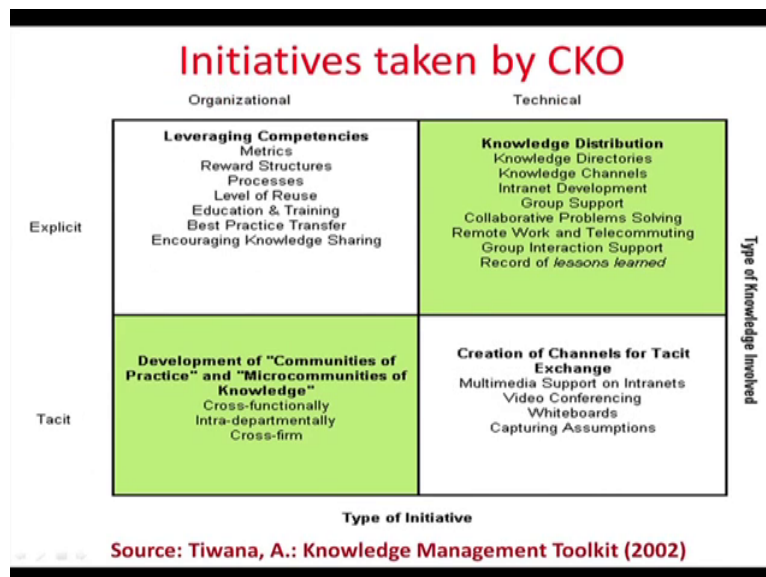 Initiatives taken by CKO
Organizational
Technical
Explicit
Leveraging Competencies
Metrics
Reward Structures
Processes
Level of Reuse
Education & Training
Best Practice Transfer
Encouraging Knowledge Sharing
Knowledge Distribution
Knowledge Directories
Knowledge Channels
Intranet Development
Group Support
Collaborative Problems Solving
Remote Work and Telecommuting
Group Interaction Support
Record of lessons learned
Type of Knowledge Involved
Tacit
Development of "Communities of
Practice" and "Microcommunities of
Knowledge"
Cross-functionally
Intra-departmentally
Cross-firm
Creation of Channels for Tacit
Exchange
Multimedia Support on Intranets
Video Conferencing
Whiteboards
Capturing Assumptions
Type of Initiative
Source: Tiwana, A.: Knowledge Management Toolkit (2002)